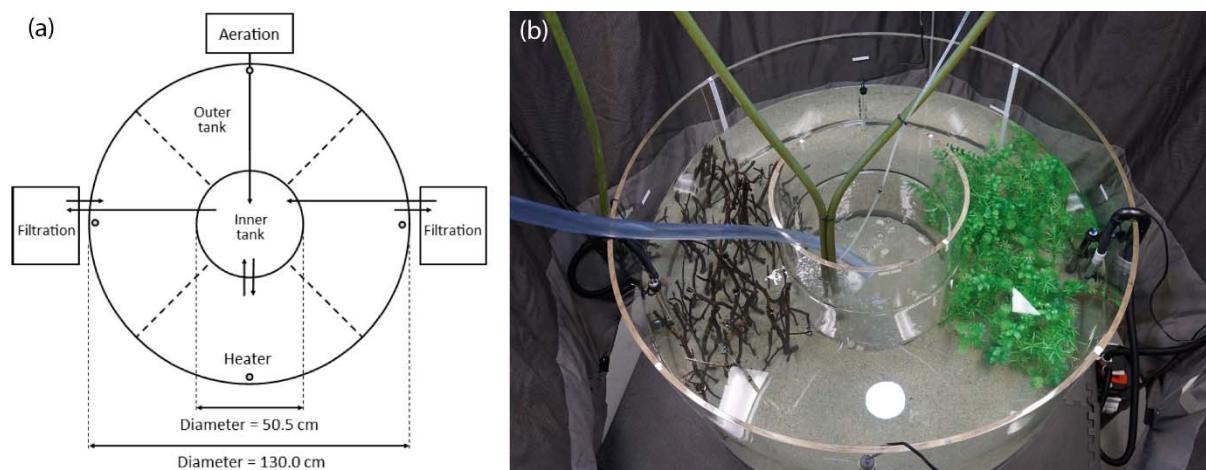 (a)
Aeration
Outer
tank
Inner
tank
Filtration
Filtration
Heater
Diameter = 50.5 cm
Diameter = 130.0 cm
(b)